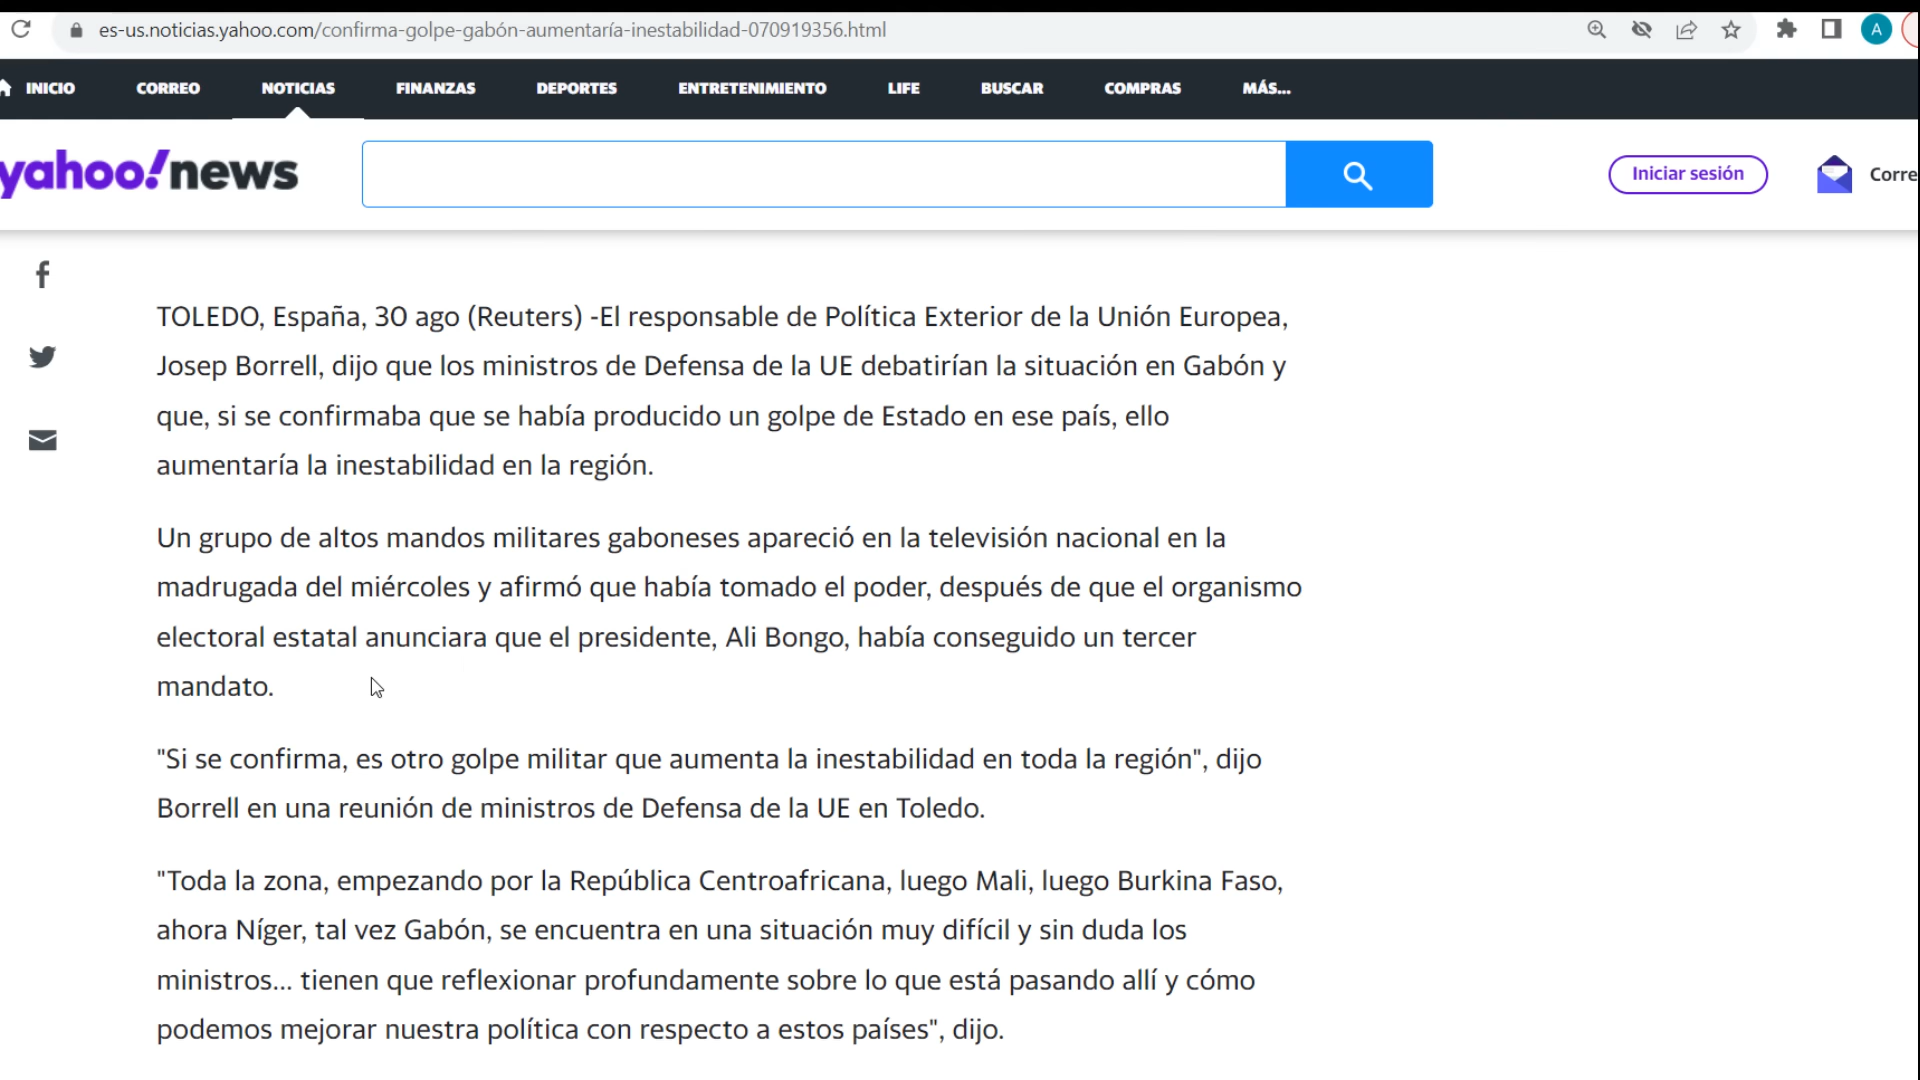 es-us.noticias.yahoo.com/confirma-golpe-gabón-aumentaría-inestabilidad-070919356.html
A
INICIO CORREO NOTICIAS FINANZAS DEPORTES ENTRETENIMIENTO LIFE BUSCAR COMPRAS MÁS...
yahoo!news
Iniciar sesión
Corre
TOLEDO, España, 30 ago (Reuters) -El responsable de Política Exterior de la Unión Europea,
Josep Borrell, dijo que los ministros de Defensa de la UE debatirían la situación en Gabón y
que, si se confirmaba que se había producido un golpe de Estado en ese país, ello
aumentaría la inestabilidad en la región.
Un grupo de altos mandos militares gaboneses apareció en la televisión nacional en la
madrugada del miércoles y afirmó que había tomado el poder, después de que el organismo
electoral estatal anunciara que el presidente, Ali Bongo, había conseguido un tercer
mandato.
"Si se confirma, es otro golpe militar que aumenta la inestabilidad en toda la región", dijo
Borrell en una reunión de ministros de Defensa de la UE en Toledo.
"Toda la zona, empezando por la República Centroafricana, luego Mali, luego Burkina Faso,
ahora Níger, tal vez Gabón, se encuentra en una situación muy difícil y sin duda los
ministros... tienen que reflexionar profundamente sobre lo que está pasando allí y cómo
podemos mejorar nuestra política con respecto a estos países", dijo.